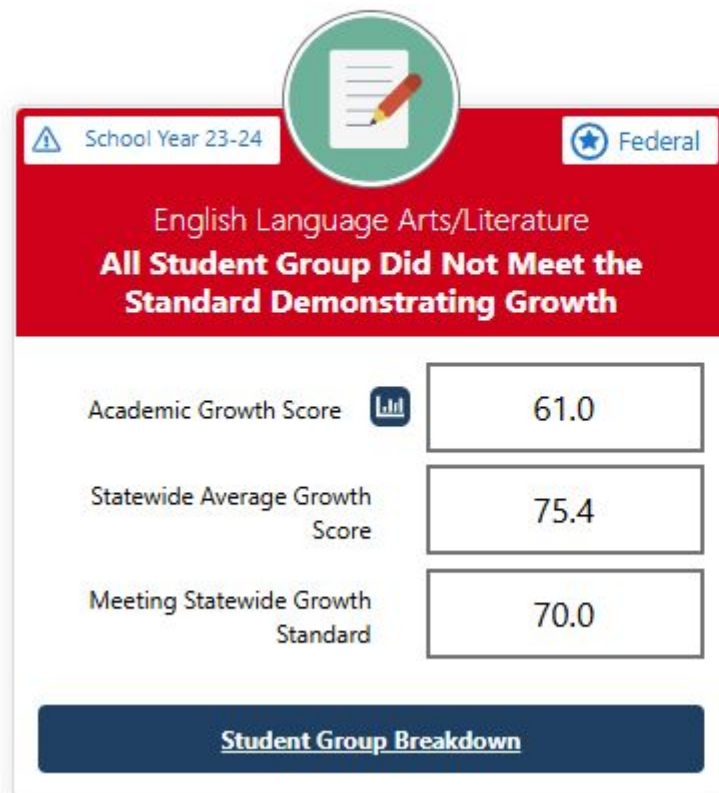 School Year 23-24
Federal
English Language Arts/Literature
All Student Group Did Not Meet the
Standard Demonstrating Growth
Academic Growth Score
61.0
Statewide Average Growth
Score
75.4
Meeting Statewide Growth
Standard
70.0
Student Group Breakdown